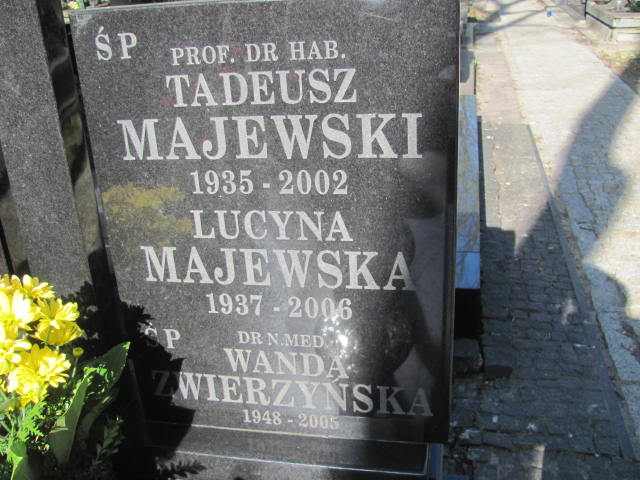 ŚP PROF. DR HAB.
TADEUSZ
MAJEWSKI
1935 - 2002
LUCYNA
MAJEWSKA
1937 - 2006
ŚP DR N. MED.
WANDA
ZWIERZYŃSKA
1948 - 2005